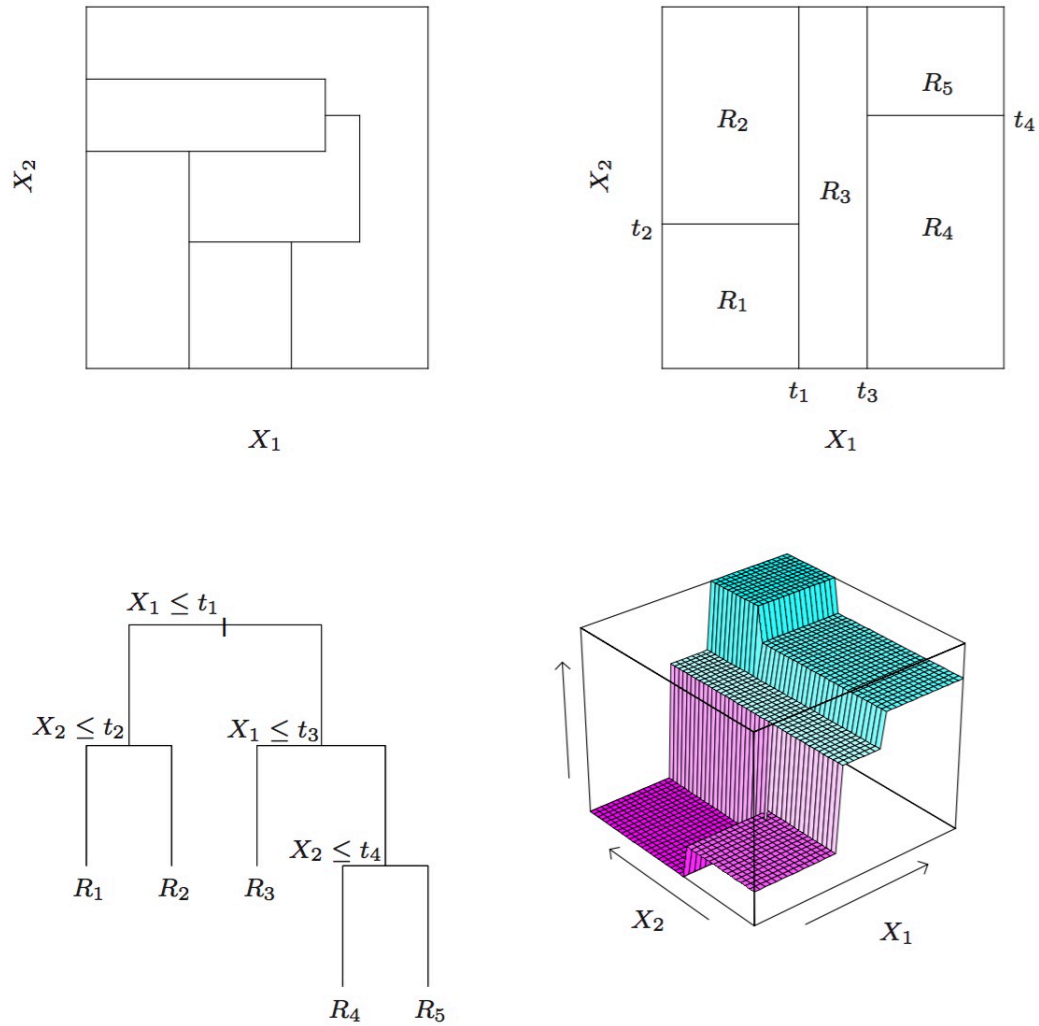 X₂
X₁
R₅
R₂
t₄
X₂
R₃
t₂
R₄
R₁
t₁ t₃
X₁
X₁ ≤ t₁
X₂ ≤ t₂ X₁ ≤ t₃
X₂ ≤ t₄
R₁ R₂ R₃
R₄ R₅
X₂ X₁